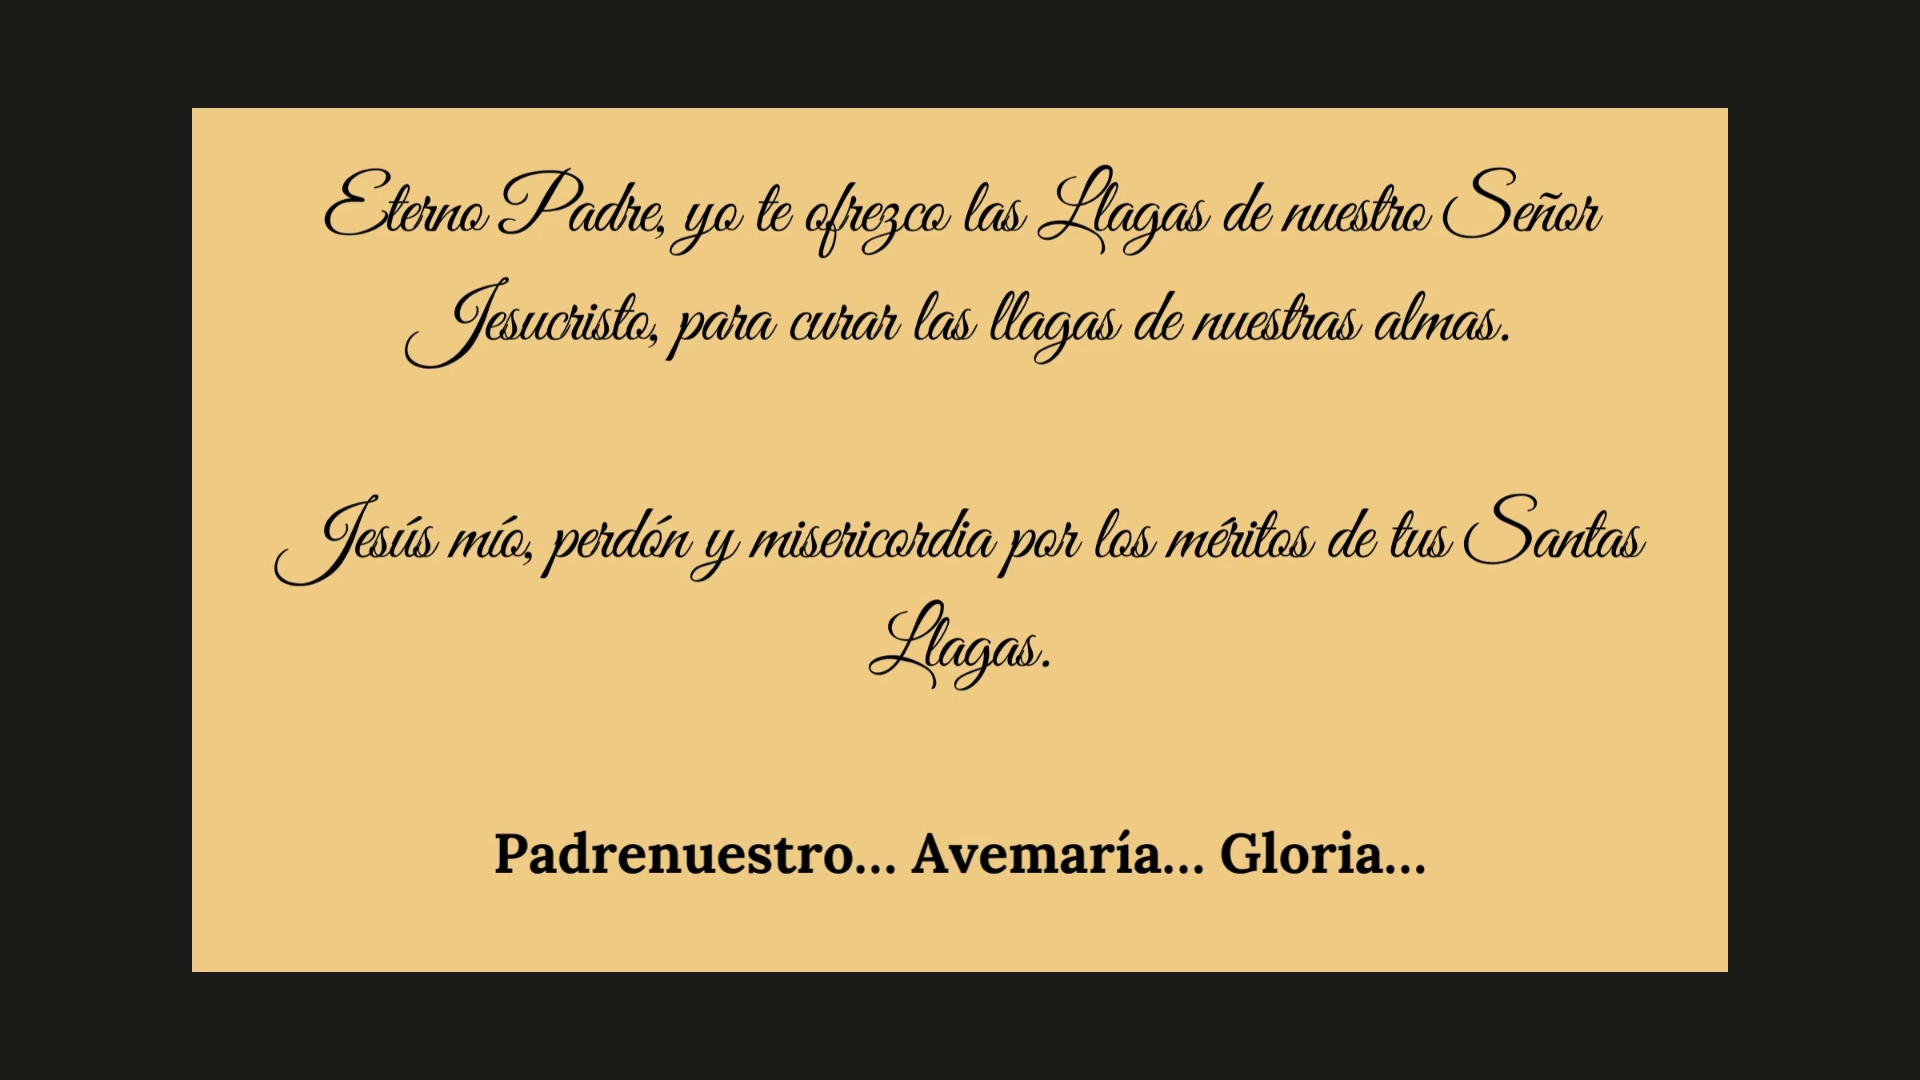 Eterno Padre, yo te ofrezco las Llagas de nuestro Señor
Jesucristo, para curar las llagas de nuestras almas.
Jesús mío, perdón y misericordia por los méritos de tus Santas
Llagas.
Padrenuestro... Avemaría... Gloria...